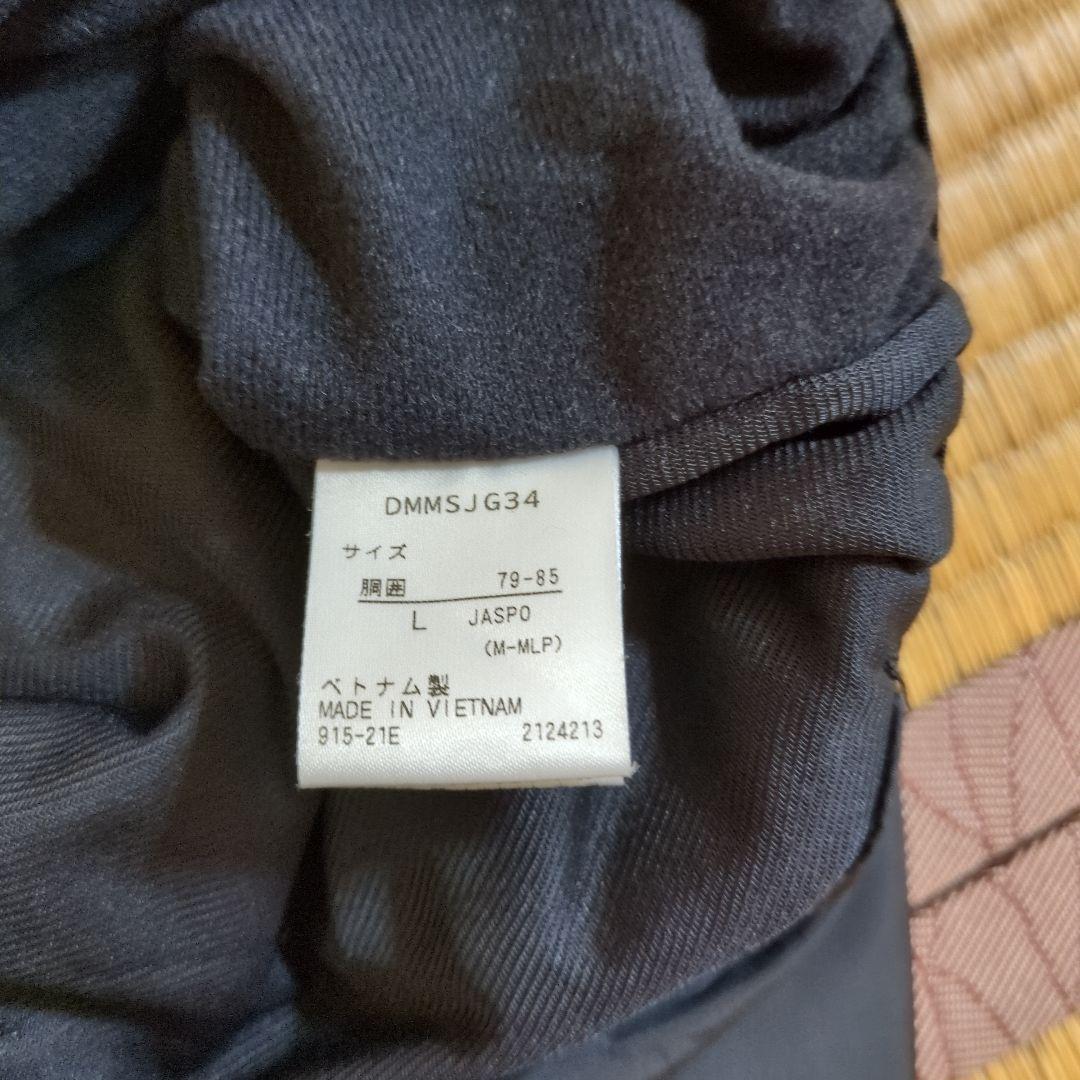 DMMSJG34
サイズ
胴囲 79-85
L JASPO
(M-MLP)
ベトナム製
MADE IN VIETNAM
915-21E 2124213